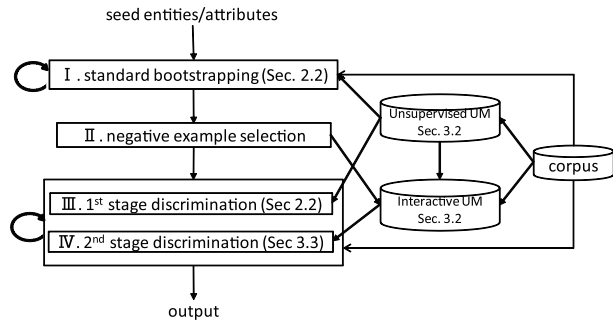 seed entities/attributes
Ⅰ. standard bootstrapping (Sec. 2.2)
Unsupervised UM
Sec. 3.2
Ⅱ. negative example selection
corpus
Ⅲ. 1st stage discrimination (Sec 2.2)
Interactive UM
Sec. 3.2
Ⅳ. 2nd stage discrimination (Sec 3.3)
output